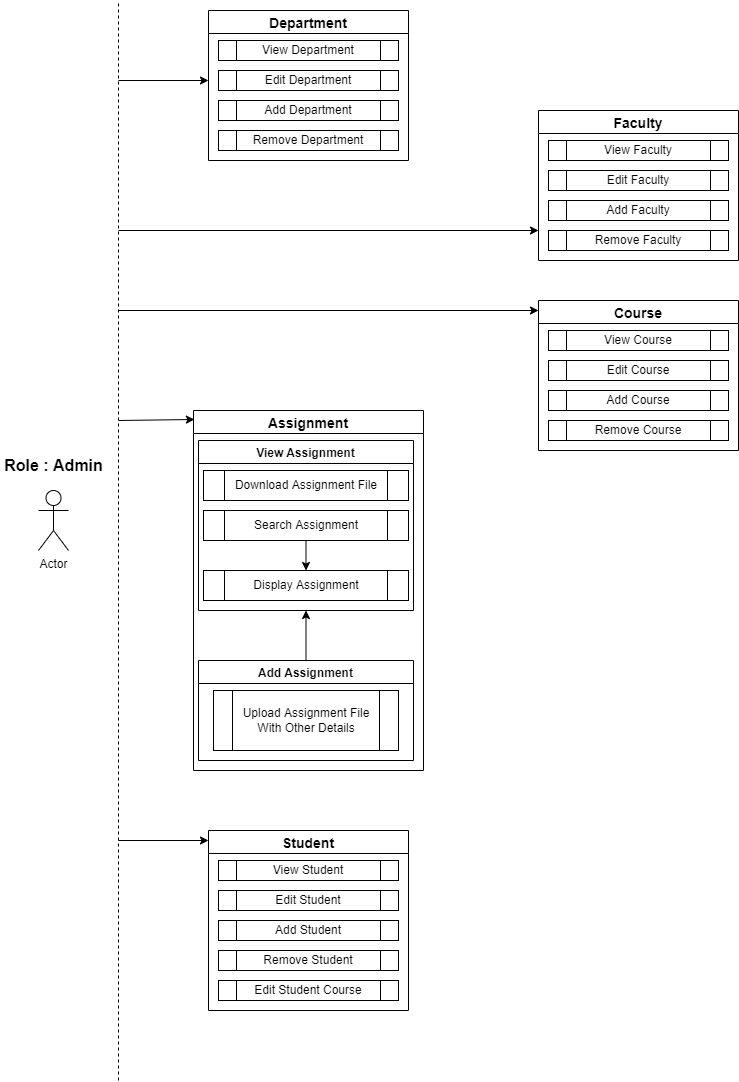 Department
View Department
Edit Department
Add Department
Remove Department
Faculty
View Faculty
Edit Faculty
Add Faculty
Remove Faculty
Course
View Course
Edit Course
Add Course
Remove Course
Assignment
View Assignment
Download Assignment File
Search Assignment
Display Assignment
Add Assignment
Upload Assignment File
With Other Details
Role : Admin
Actor
Student
View Student
Edit Student
Add Student
Remove Student
Edit Student Course